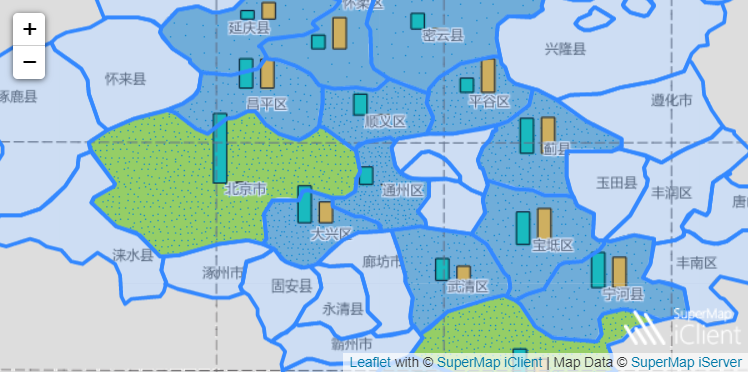 +
−
怀柔区
延庆县
密云县
兴隆县
怀来县
涿鹿县
昌平区
平谷区
遵化市
顺义区
蓟县
北京市
通州区
玉田县
丰润区
大兴区
宝坻区
涞水县
涿州市
廊坊市
丰南区
固安县
武清区
宁河县
永清县
霸州市
SuperMap
iClient
Leaflet with © SuperMap iClient | Map Data © SuperMap iServer